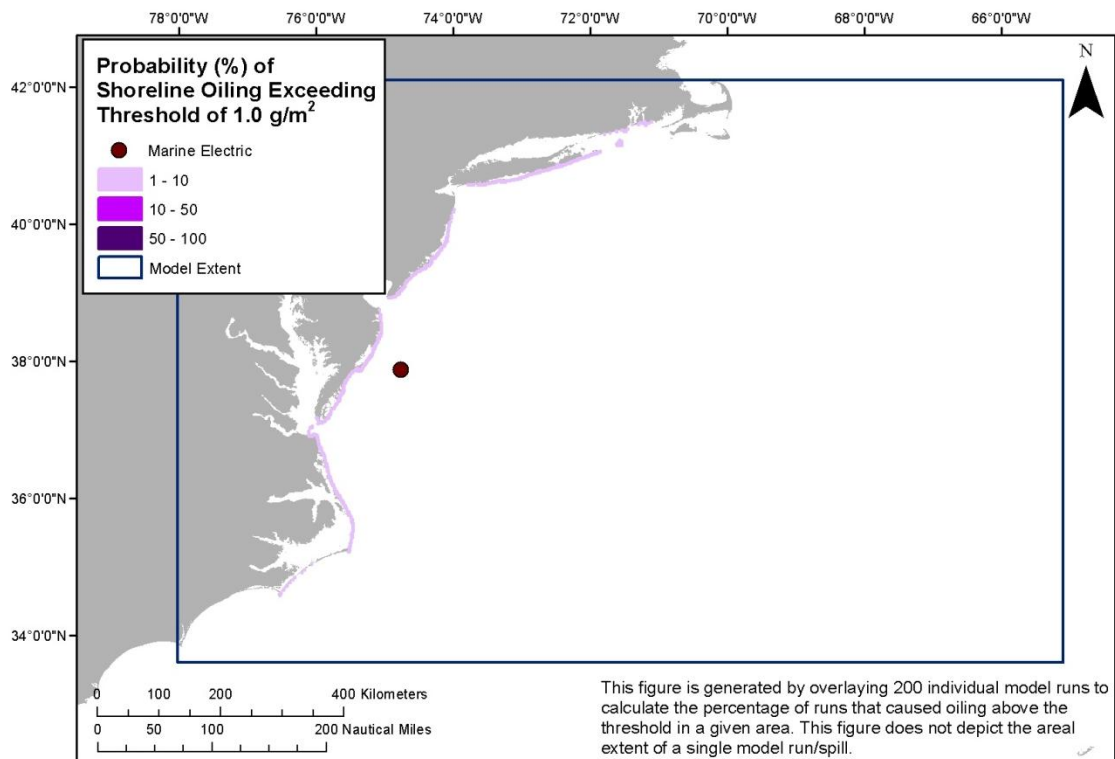 78°0'0"W 76°0'0"W 74°0'0"W 72°0'0"W 70°0'0"W 68°0'0"W 66°0'0"W
Probability (%) of
Shoreline Oiling Exceeding
Threshold of 1.0 g/m²
Marine Electric
1 - 10
10 - 50
50 - 100
Model Extent
N
42°0'0"N
40°0'0"N
38°0'0"N
36°0'0"N
34°0'0"N
0 100 200 400 Kilometers
0 50 100 200 Nautical Miles
This figure is generated by overlaying 200 individual model runs to
calculate the percentage of runs that caused oiling above the
threshold in a given area. This figure does not depict the areal
extent of a single model run/spill.